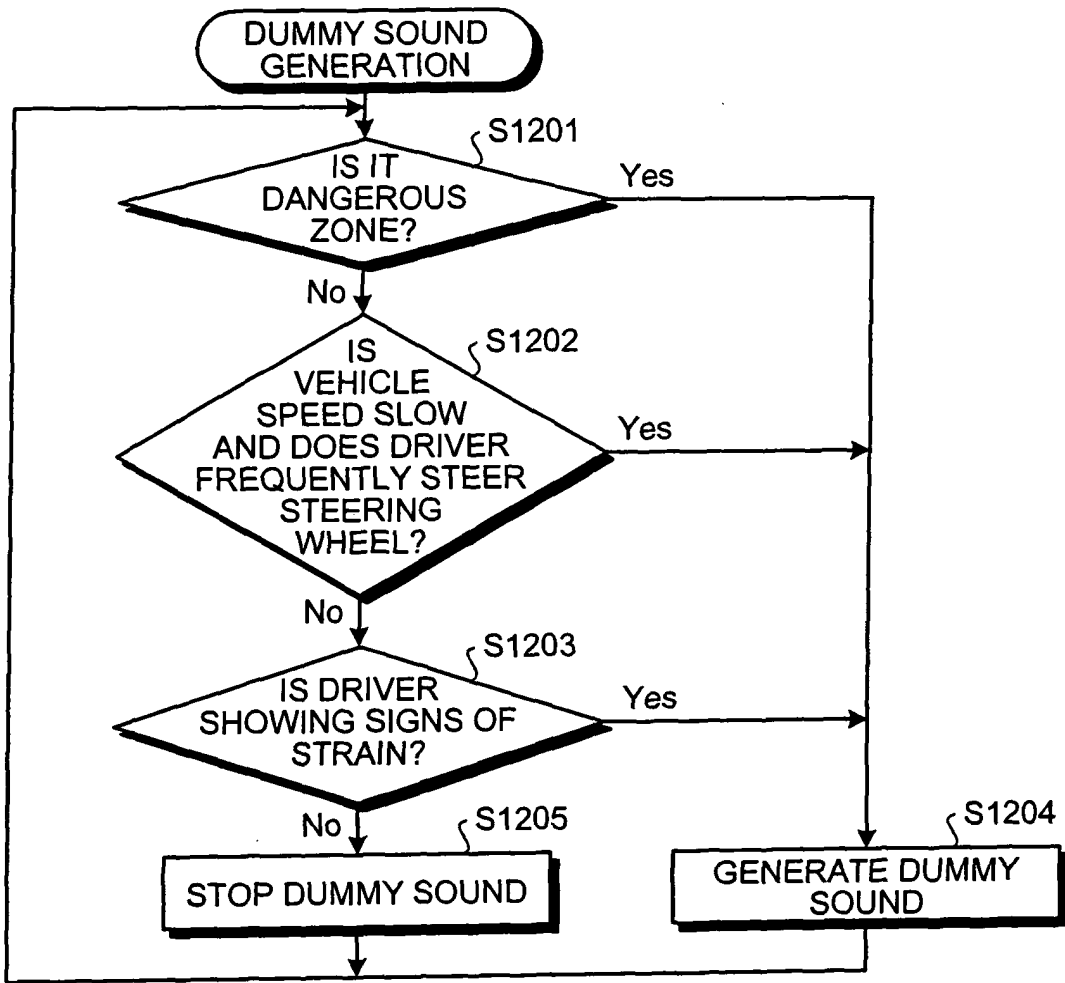 DUMMY SOUND
GENERATION
S1201
IS IT
DANGEROUS
ZONE?
Yes
No
S1202
IS
VEHICLE
SPEED SLOW
AND DOES DRIVER
FREQUENTLY STEER
STEERING
WHEEL?
Yes
No
S1203
IS DRIVER
SHOWING SIGNS OF
STRAIN?
Yes
No
S1205
STOP DUMMY SOUND
S1204
GENERATE DUMMY
SOUND